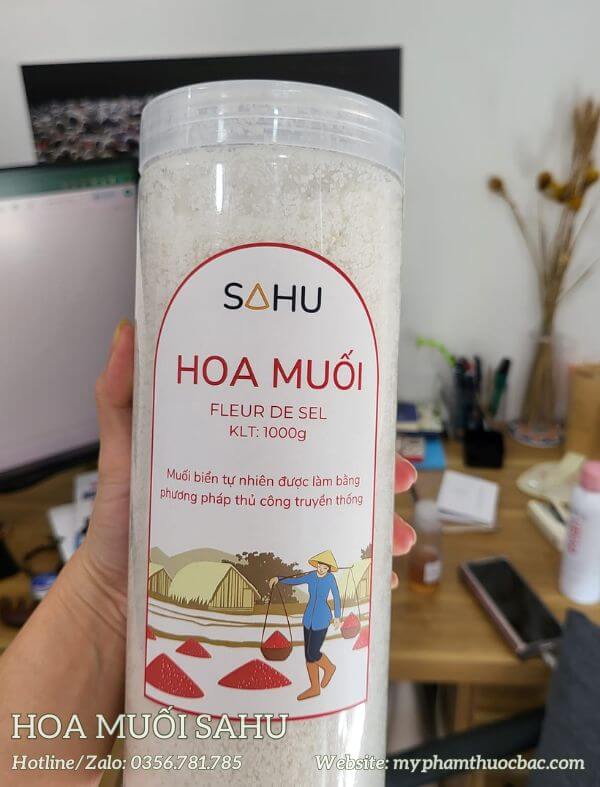 SAHU
HOA MUỐI
FLEUR DE SEL
KLT: 1000g
Muối biển tự nhiên được làm bằng
phương pháp thủ công truyền thống
HOA MUỐI SAHU
Hotline/Zalo: 0356.781.785
Website: myphamthuocbac.com